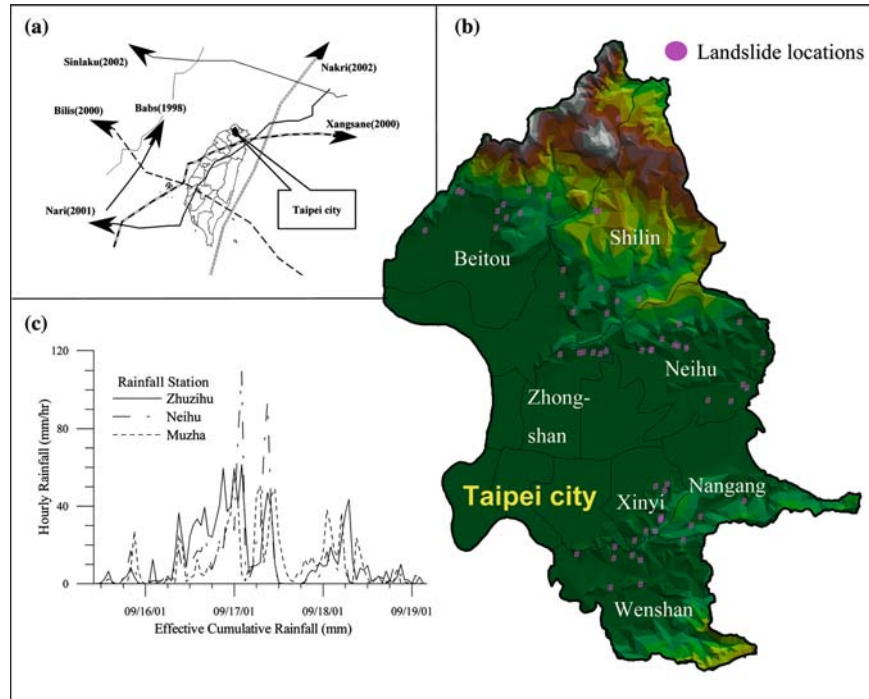 (a)
Sinlaku(2002)
Nakri(2002)
Bilis(2000)
Babs(1998)
Xangsane(2000)
Nari(2001)
Taipei city
(b)
Landslide locations
Beitou
Shilin
Neihu
Zhong-
shan
Taipei city
Xinyi
Nangang
Wenshan
(c)
120
80
40
0
Hourly Rainfall (mm/hr)
Rainfall Station
Zhuzihu
Neihu
Muzha
09/16/01
09/17/01
09/18/01
09/19/01
Effective Cumulative Rainfall (mm)